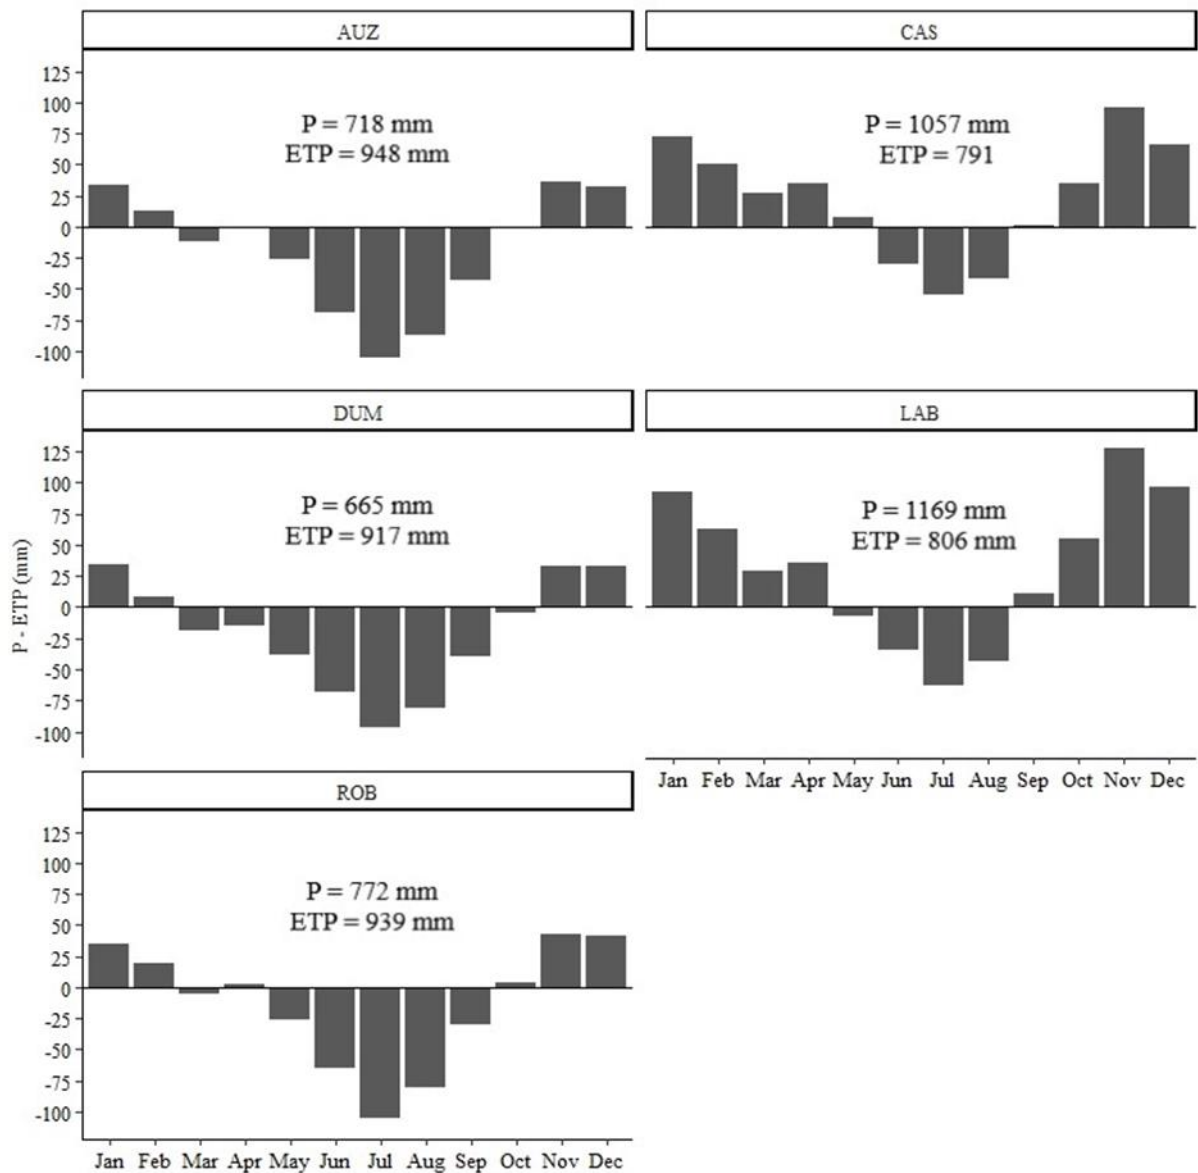 AUZ
CAS
125
100
75
50
25
0
-25
-50
-75
-100
P = 718 mm
ETP = 948 mm
P = 1057 mm
ETP = 791
DUM
LAB
P - ETP (mm)
125
100
75
50
25
0
-25
-50
-75
-100
P = 665 mm
ETP = 917 mm
P = 1169 mm
ETP = 806 mm
Jan Feb Mar Apr May Jun Jul Aug Sep Oct Nov Dec
ROB
125
100
75
50
25
0
-25
-50
-75
-100
P = 772 mm
ETP = 939 mm
Jan Feb Mar Apr May Jun Jul Aug Sep Oct Nov Dec